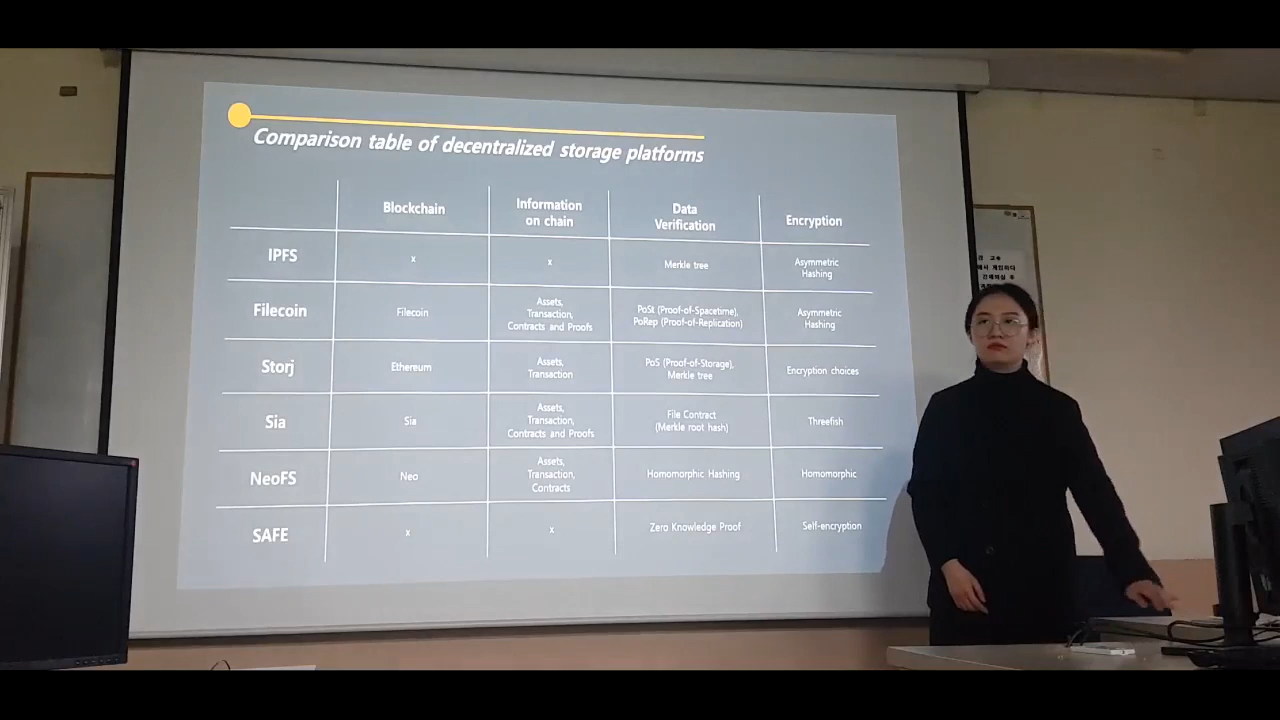 Comparison table of decentralized storage platforms
Blockchain
Information
on chain
Data
Verification
Encryption
IPFS
x
x
Merkle tree
Asymmetric
Hashing
Filecoin
Filecoin
Assets,
Transaction,
Contracts and Proofs
PoSt (Proof-of-Spacetime),
PoRep (Proof-of-Replication)
Asymmetric
Hashing
Storj
Ethereum
Assets,
Transaction
PoS (Proof-of-Storage),
Merkle tree
Encryption choices
Sia
Sia
Assets,
Transaction,
Contracts and Proofs
File Contract
(Merkle root hash)
Threefish
NeoFS
Neo
Assets,
Transaction,
Contracts
Homomorphic Hashing
Homomorphic
SAFE
x
x
Zero Knowledge Proof
Self-encryption